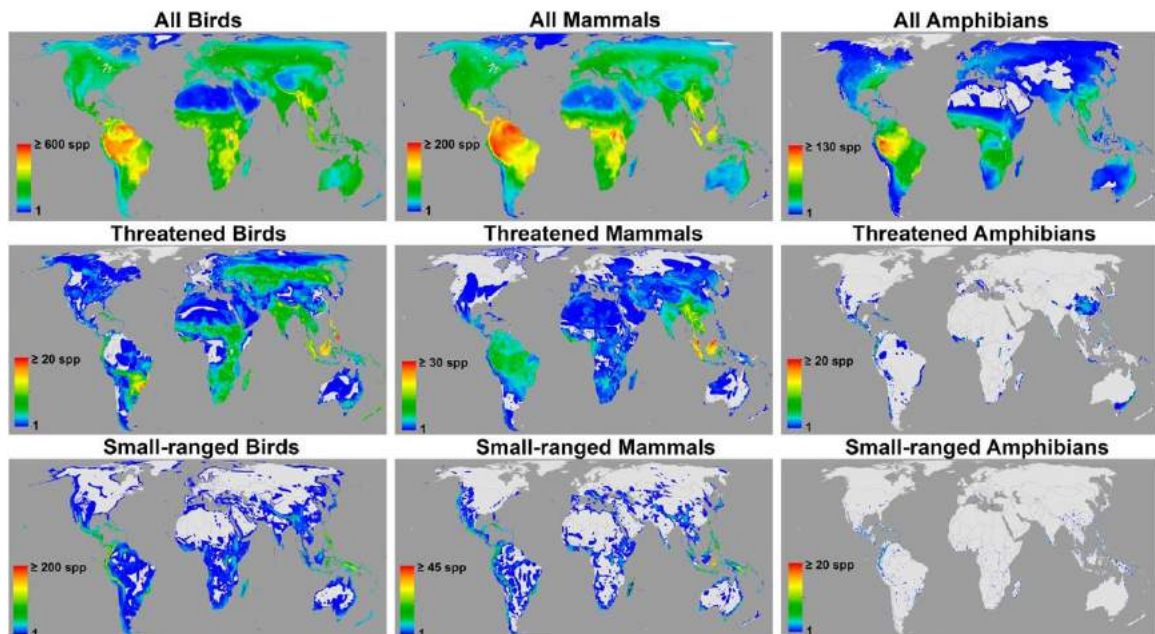 All Birds
All Mammals
All Amphibians
≥ 600 spp
1
≥ 200 spp
1
≥ 130 spp
1
Threatened Birds
Threatened Mammals
Threatened Amphibians
≥ 20 spp
1
≥ 30 spp
1
≥ 20 spp
1
Small-ranged Birds
Small-ranged Mammals
Small-ranged Amphibians
≥ 200 spp
1
≥ 45 spp
1
≥ 20 spp
1